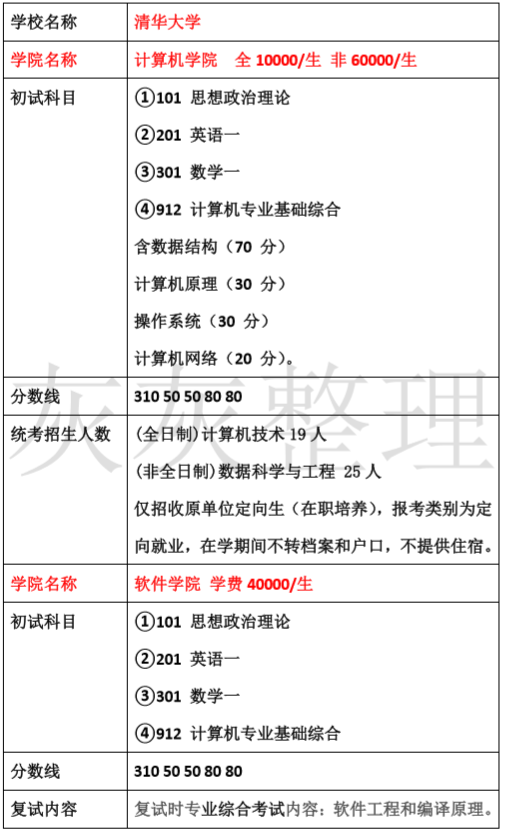 学校名称 清华大学
学院名称 计算机学院 全 10000/生 非 60000/生
初试科目 ①101 思想政治理论
②201 英语一
③301 数学一
④912 计算机专业基础综合
含数据结构（70 分）
计算机原理（30 分）
操作系统（30 分）
计算机网络（20 分）。
分数线 310 50 50 80 80
统考招生人数 (全日制)计算机技术 19 人
(非全日制)数据科学与工程 25 人
仅招收原单位定向生（在职培养），报考类别为定
向就业，在学期间不转档案和户口，不提供住宿。
学院名称 软件学院 学费 40000/生
初试科目 ①101 思想政治理论
②201 英语一
③301 数学一
④912 计算机专业基础综合
分数线 310 50 50 80 80
复试内容 复试时专业综合考试内容：软件工程和编译原理。
灰灰整理